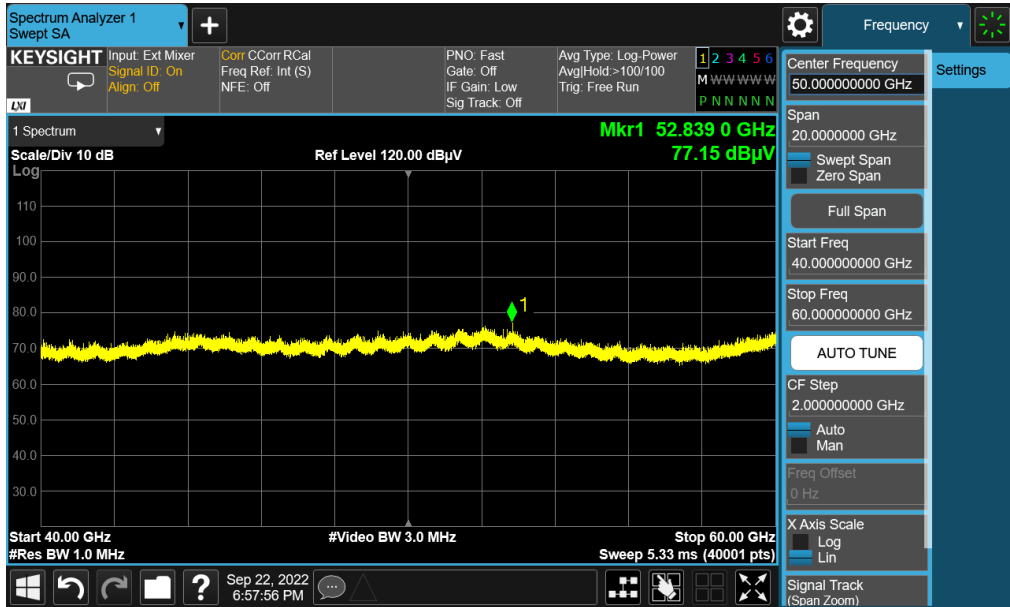 Spectrum Analyzer 1
Swept SA
Frequency
KEYSIGHT
LXI
Input: Ext Mixer
Signal ID: On
Align: Off
Corr CCorr RCal
Freq Ref: Int (S)
NFE: Off
PNO: Fast
Gate: Off
IF Gain: Low
Sig Track: Off
Avg Type: Log-Power
Avg|Hold:>100/100
Trig: Free Run
1 2 3 4 5 6
M W W W W W
P N N N N N
1 Spectrum
Mkr1 52.839 0 GHz
77.15 dBµV
Scale/Div 10 dB
Ref Level 120.00 dBµV
Log
110
100
90.0
80.0
70.0
60.0
50.0
40.0
30.0
1
Start 40.00 GHz
#Video BW 3.0 MHz
Stop 60.00 GHz
#Res BW 1.0 MHz
Sweep 5.33 ms (40001 pts)
?
Sep 22, 2022
6:57:56 PM
Center Frequency
50.000000000 GHz
Settings
Span
20.0000000 GHz
Swept Span
Zero Span
Full Span
Start Freq
40.000000000 GHz
Stop Freq
60.000000000 GHz
AUTO TUNE
CF Step
2.000000000 GHz
Auto
Man
Freq Offset
0 Hz
X Axis Scale
Log
Lin
Signal Track
(Span Zoom)